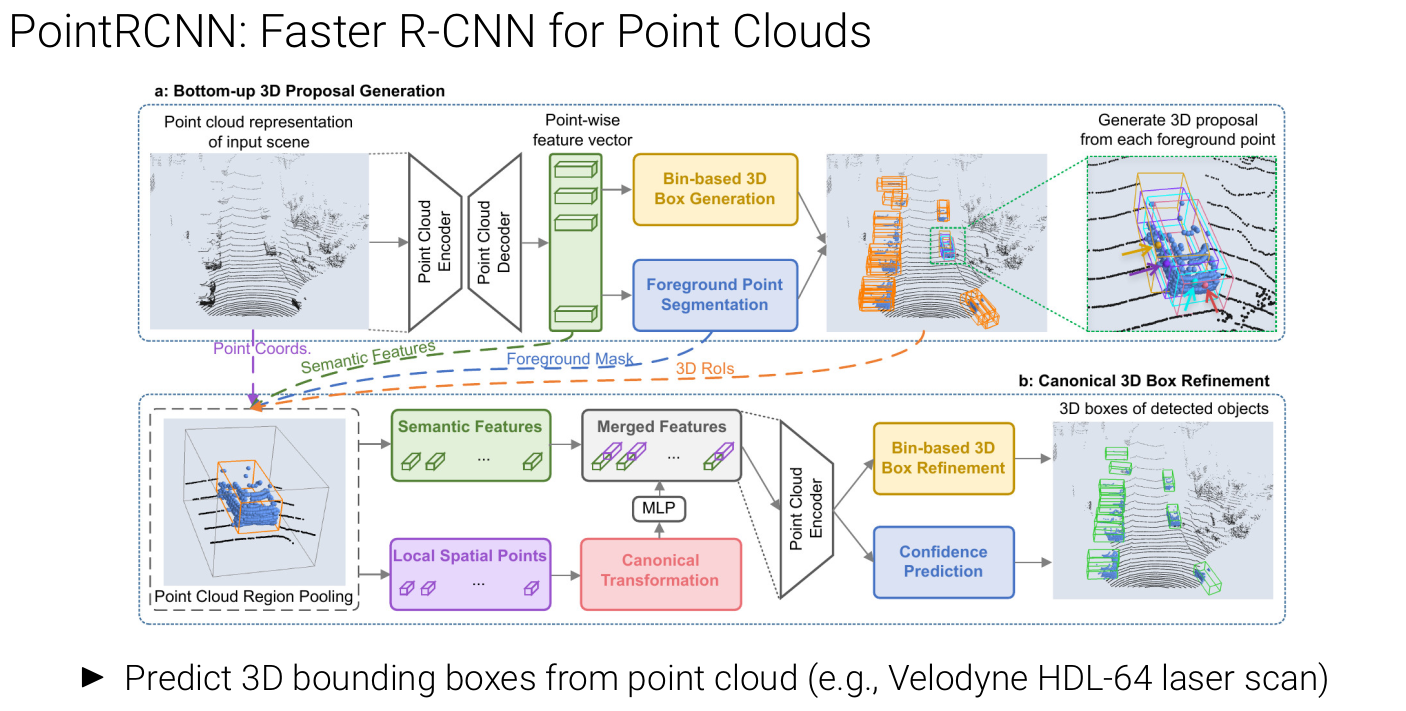 PointRCNN: Faster R-CNN for Point Clouds
a: Bottom-up 3D Proposal Generation
Point cloud representation
of input scene
Point Cloud
Encoder
Point Cloud
Decoder
Point-wise
feature vector
Bin-based 3D
Box Generation
Foreground Point
Segmentation
Generate 3D proposal
from each foreground point
Point Coords.
Semantic Features
Foreground Mask
3D RoIs
b: Canonical 3D Box Refinement
Point Cloud Region Pooling
Semantic Features
...
Local Spatial Points
...
Merged Features
...
MLP
Canonical
Transformation
Point Cloud
Encoder
Bin-based 3D
Box Refinement
Confidence
Prediction
3D boxes of detected objects
► Predict 3D bounding boxes from point cloud (e.g., Velodyne HDL-64 laser scan)